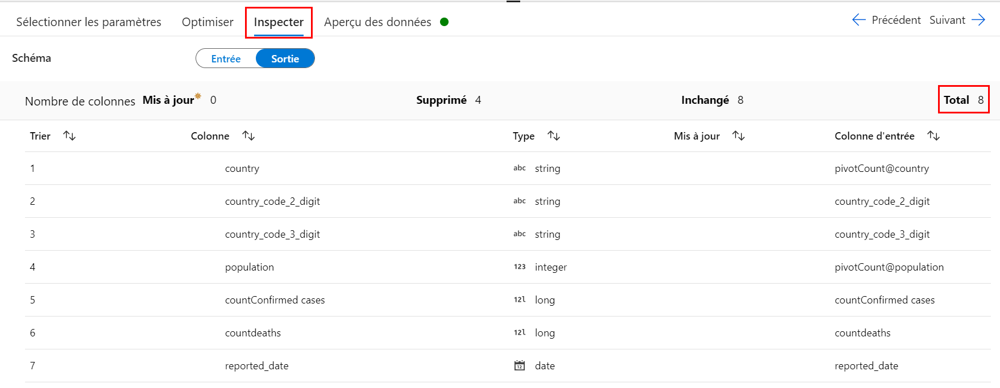 Sélectionner les paramètres Optimiser Inspecter Aperçu des données Précédent Suivant
Schéma Entrée Sortie
Nombre de colonnes Mis à jour* 0 Supprimé 4 Inchangé 8 Total 8
Trier Colonne Type Mis à jour Colonne d'entrée
1 country abc string pivotCount@country
2 country_code_2_digit abc string country_code_2_digit
3 country_code_3_digit abc string country_code_3_digit
4 population 123 integer pivotCount@population
5 countConfirmed cases 12l long countConfirmed cases
6 countdeaths 12l long countdeaths
7 reported_date 12 date reported_date